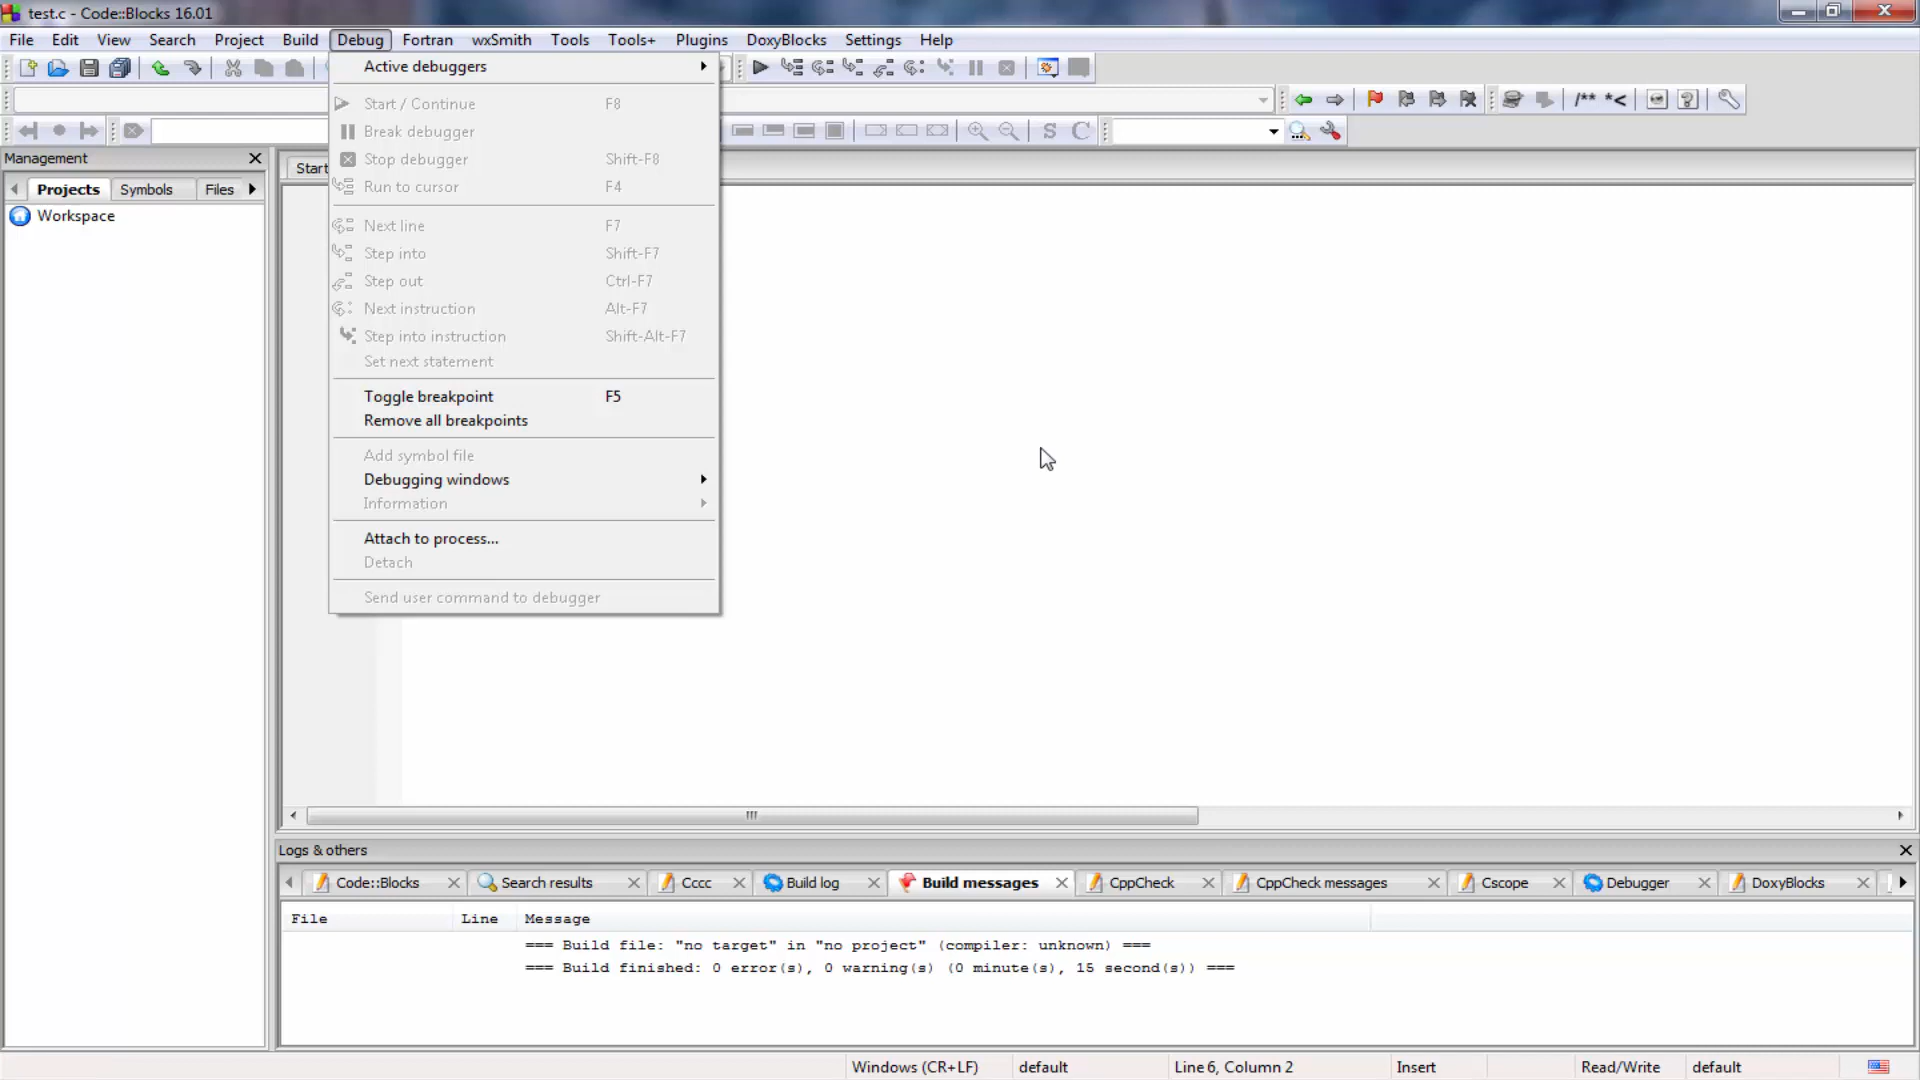 test.c - Code::Blocks 16.01
File Edit View Search Project Build Debug Fortran wxSmith Tools Tools+ Plugins DoxyBlocks Settings Help
Active debuggers
Start / Continue F8
Break debugger
Stop debugger Shift-F8
Run to cursor F4
Next line F7
Step into Shift-F7
Step out Ctrl-F7
Next instruction Alt-F7
Step into instruction Shift-Alt-F7
Set next statement
Toggle breakpoint F5
Remove all breakpoints
Add symbol file
Debugging windows
Information
Attach to process...
Detach
Send user command to debugger
/** *<
S C
Management
Projects Symbols Files
Workspace
Start
Logs & others
Code::Blocks Search results Cccc Build log Build messages CppCheck CppCheck messages Cscope Debugger DoxyBlocks
File Line Message
=== Build file: "no target" in "no project" (compiler: unknown) ===
=== Build finished: 0 error(s), 0 warning(s) (0 minute(s), 15 second(s)) ===
Windows (CR+LF) default Line 6, Column 2 Insert Read/Write default